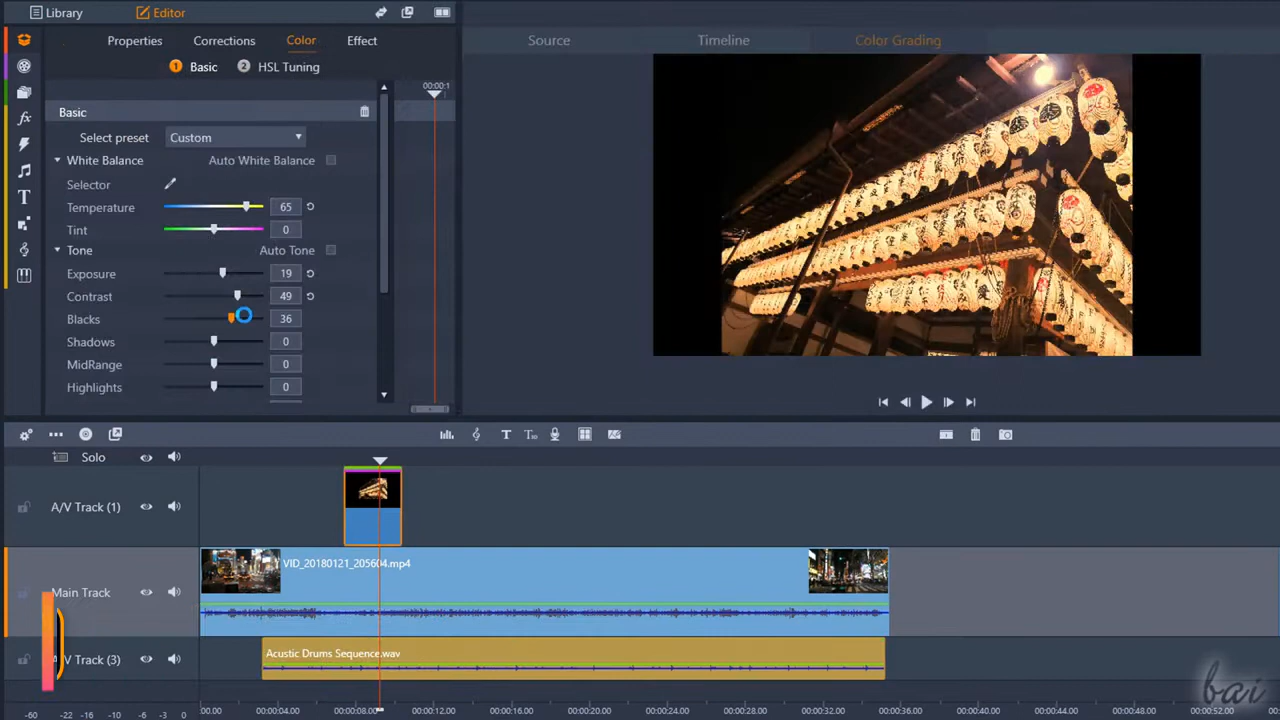 Library Editor
Properties Corrections Color Effect
Source Timeline Color Grading
1 Basic 2 HSL Tuning
00:00:1
Basic
Select preset Custom
White Balance Auto White Balance
Selector
Temperature 65
Tint 0
Tone Auto Tone
Exposure 19
Contrast 49
Blacks 36
Shadows 0
MidRange 0
Highlights 0
Solo
A/V Track (1)
VID_20180121_205604.mp4
Main Track
Acustic Drums Sequence.wav
V Track (3)
-60 -22 -16 -10 -6 -3 0 .00 00:00:04.00 00:00:08.00 00:00:12.00 00:00:16.00 00:00:20.00 00:00:24.00 00:00:28.00 00:00:32.00 00:00:36.00 00:00:40.00 00:00:44.00 00:00:48.00 00:00:52.00
bai